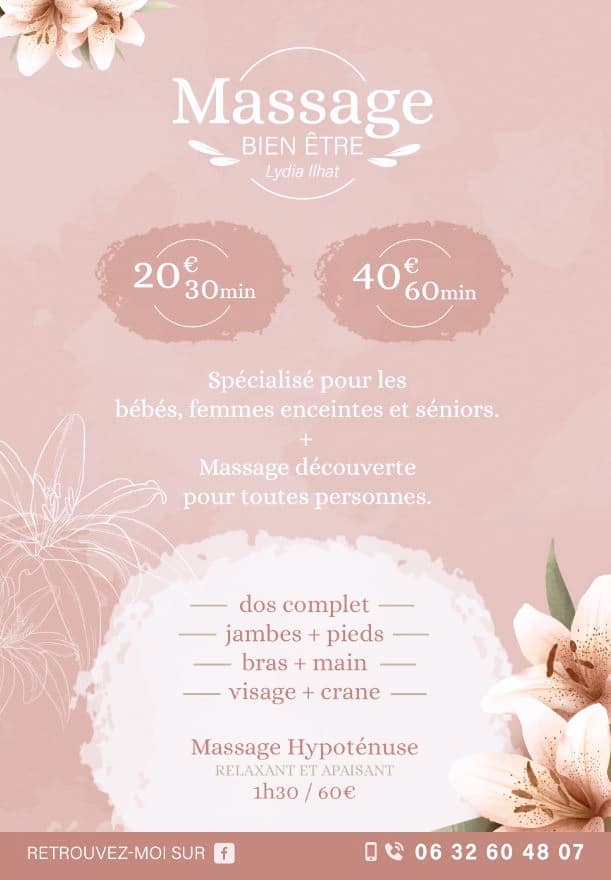 Massage
BIEN ÊTRE
Lydia Ilhat
20€ 30min
40€ 60min
Spécialisé pour les
bébés, femmes enceintes et séniors.
+
Massage découverte
pour toutes personnes.
dos complet
jambes + pieds
bras + main
visage + crane
Massage Hypoténuse
RELAXANT ET APAISANT
1h30 / 60€
RETROUVEZ-MOI SUR f
06 32 60 48 07